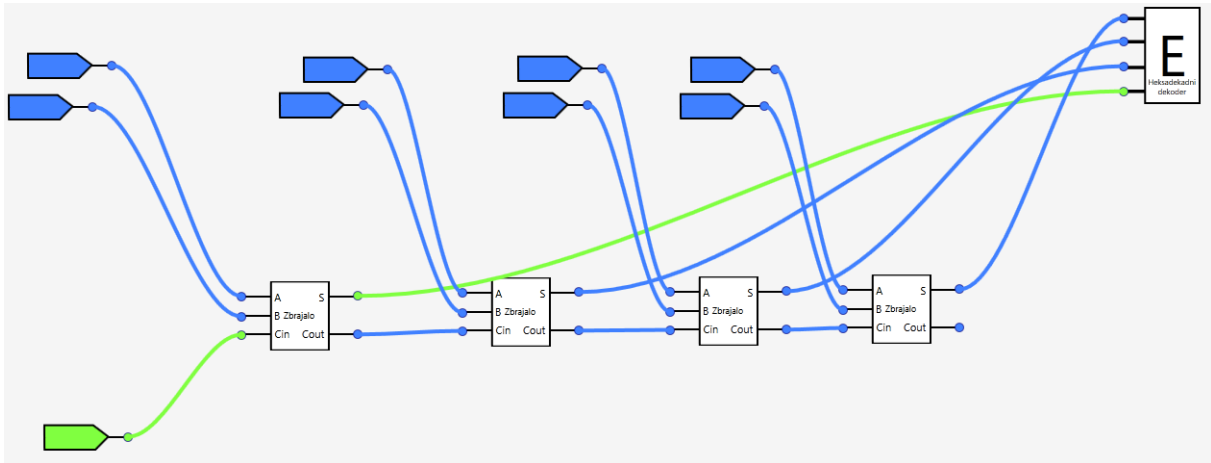 E
Heksadekadni
dekoder
A S
B Zbrajalo
Cin Cout
A S
B Zbrajalo
Cin Cout
A S
B Zbrajalo
Cin Cout
A S
B Zbrajalo
Cin Cout